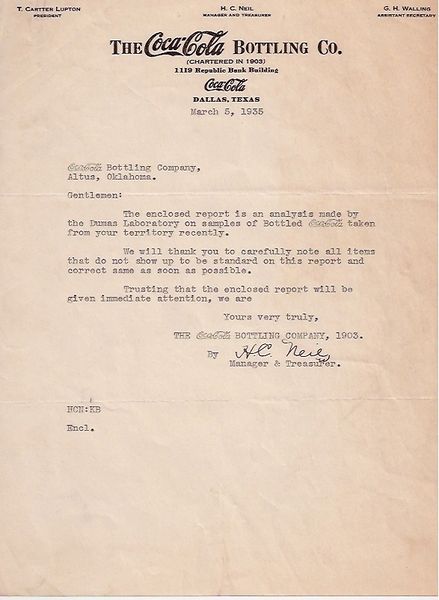 T. CARTTER LUPTON
PRESIDENT
H. C. NEIL
MANAGER AND TREASURER
G. H. WALLING
ASSISTANT SECRETARY
THE Coca-Cola BOTTLING CO.
(CHARTERED IN 1903)
1119 Republic Bank Building
Coca-Cola
DALLAS, TEXAS
March 5, 1935
Coca-Cola Bottling Company,
Altus, Oklahoma.
Gentlemen:
The enclosed report is an analysis made by
the Dumas Laboratory on samples of Bottled Coca-Cola taken
from your territory recently.
We will thank you to carefully note all items
that do not show up to be standard on this report and
correct same as soon as possible.
Trusting that the enclosed report will be
given immediate attention, we are
Yours very truly,
THE Coca-Cola BOTTLING COMPANY, 1903.
By H.C. Neil
Manager & Treasurer.
HCN:KB
Encl.